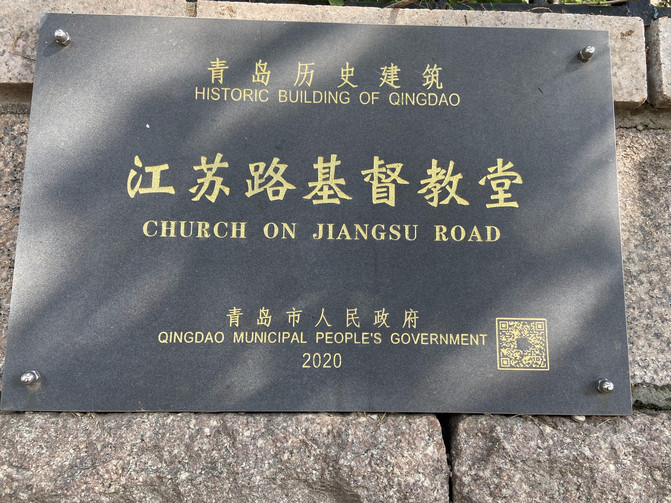 青岛历史建筑
HISTORIC BUILDING OF QINGDAO
江苏路基督教堂
CHURCH ON JIANGSU ROAD
青岛市人民政府
QINGDAO MUNICIPAL PEOPLE'S GOVERNMENT
2020